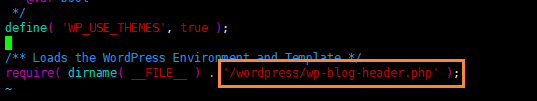 */
define( 'WP_USE_THEMES', true );
/** Loads the WordPress Environment and Template */
require( dirname( __FILE__ ) . '/wordpress/wp-blog-header.php' );
~